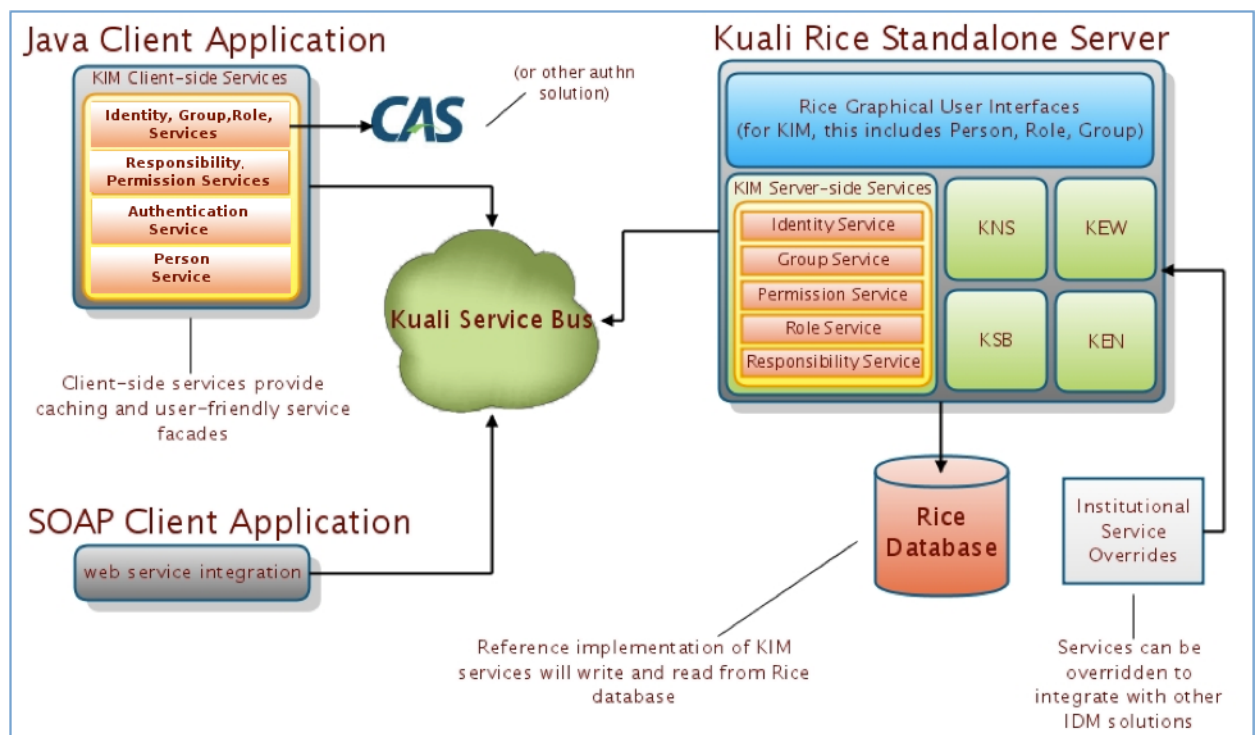 Java Client Application
KIM Client-side Services
Identity, Group,Role,
Services
Responsibility,
Permission Services
Authentication
Service
Person
Service
CAS
(or other authn
solution)
Client-side services provide
caching and user-friendly service
facades
Kuali Service Bus
SOAP Client Application
web service integration
Kuali Rice Standalone Server
Rice Graphical User Interfaces
(for KIM, this includes Person, Role, Group)
KIM Server-side Services
Identity Service
Group Service
Permission Service
Role Service
Responsibility Service
KNS
KEW
KSB
KEN
Rice
Database
Institutional
Service
Overrides
Reference implementation of KIM
services will write and read from Rice
database
Services can be
overridden to
integrate with other
IDM solutions